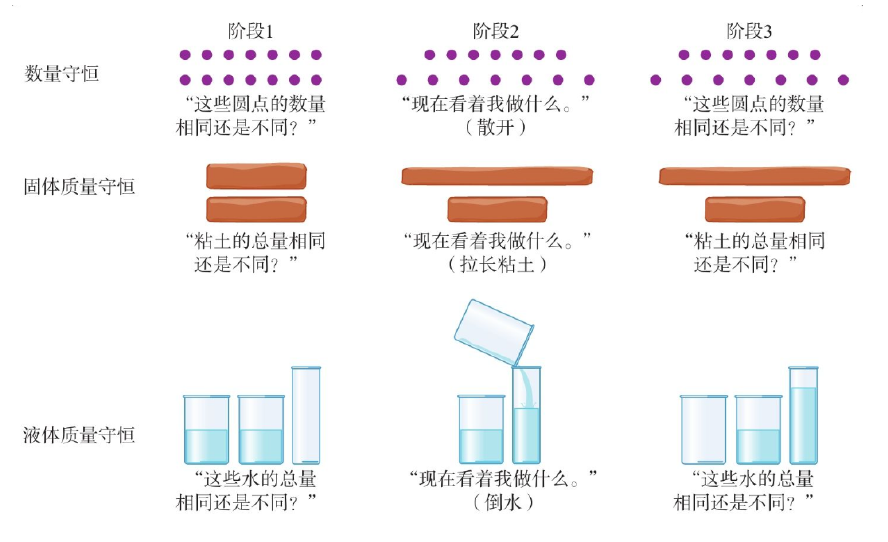 阶段1 阶段2 阶段3
数量守恒
“这些圆点的数量 “现在看着我做什么。” “这些圆点的数量
相同还是不同？” （散开） 相同还是不同？”
固体质量守恒
“粘土的总量相同 “现在看着我做什么。” “粘土的总量相同
还是不同？” （拉长粘土） 还是不同？”
液体质量守恒
“这些水的总量 “现在看着我做什么。” “这些水的总量
相同还是不同？” （倒水） 相同还是不同？”